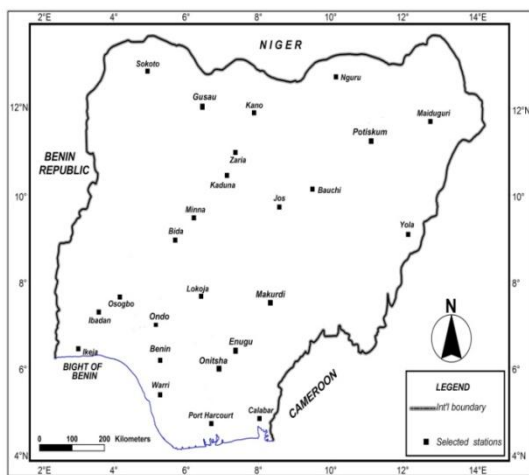 2°E 4° 6° 8° 10° 12° 14°E
NIGER
Sokoto
Nguru
Gusau
Kano
12°N
12°
Maiduguri
Potiskum
Zaria
BENIN
REPUBLIC
Kaduna
Bauchi
10°
10°
Jos
Minna
Yola
Bida
8°
8°
Lokoja
Makurdi
Osogbo
Ibadan
Ondo
N
Ikeja
Benin
Enugu
6°
6°
BIGHT OF
BENIN
Onitsha
CAMEROON
LEGEND
Int'l boundary
Selected stations
Warri
Port Harcourt
Calabar
0 100 200 Kilometers
4°N
4°
2°E 4° 6° 8° 10° 12° 14°E